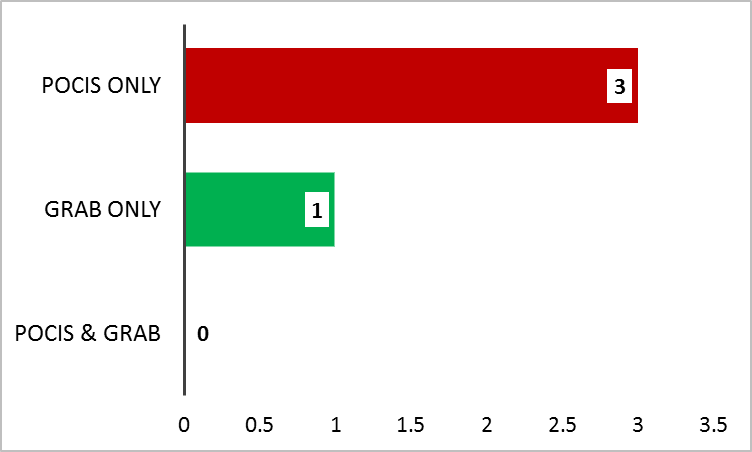 POCIS ONLY
3
GRAB ONLY
1
POCIS & GRAB
0
0 0.5 1 1.5 2 2.5 3 3.5